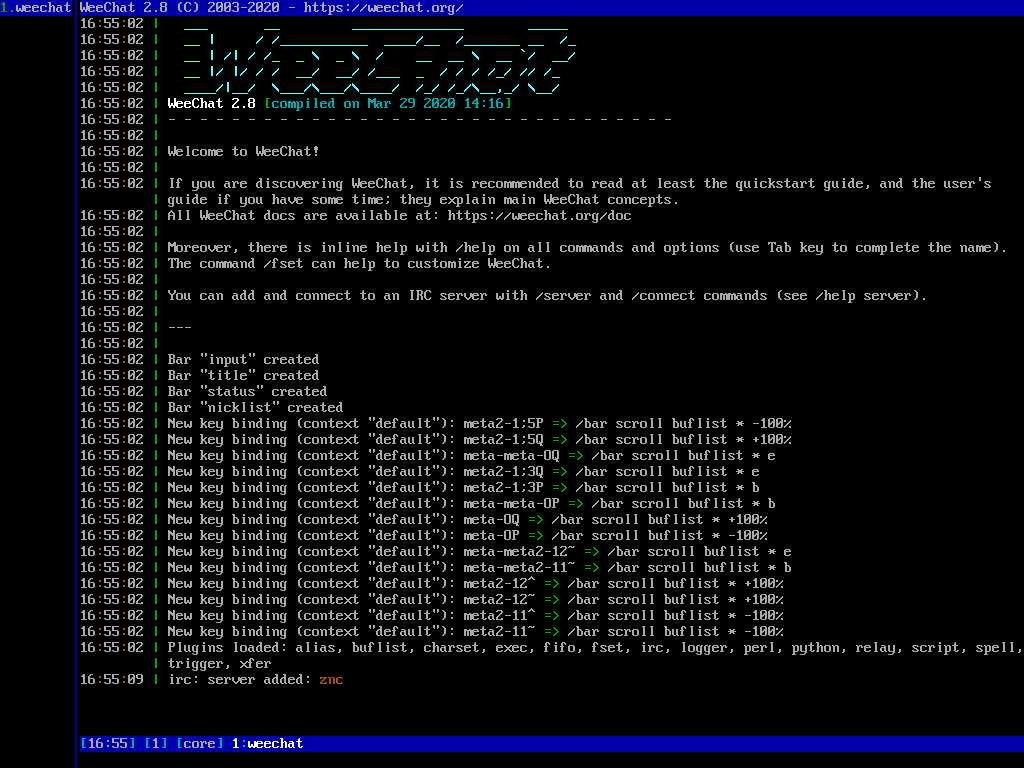 1.weechat WeeChat 2.8 (C) 2003-2020 - https://weechat.org/
16:55:02 |
16:55:02 |
16:55:02 |
16:55:02 |
16:55:02 |
16:55:02 | WeeChat 2.8 [compiled on Mar 29 2020 14:16]
16:55:02 | - - - - - - - - - - - - - - - - - - - - - - - - - - - - - - - -
16:55:02 |
16:55:02 | Welcome to WeeChat!
16:55:02 |
16:55:02 | If you are discovering WeeChat, it is recommended to read at least the quickstart guide, and the user's
| guide if you have some time; they explain main WeeChat concepts.
16:55:02 | All WeeChat docs are available at: https://weechat.org/doc
16:55:02 |
16:55:02 | Moreover, there is inline help with /help on all commands and options (use Tab key to complete the name).
16:55:02 | The command /fset can help to customize WeeChat.
16:55:02 |
16:55:02 | You can add and connect to an IRC server with /server and /connect commands (see /help server).
16:55:02 |
16:55:02 | ---
16:55:02 |
16:55:02 | Bar "input" created
16:55:02 | Bar "title" created
16:55:02 | Bar "status" created
16:55:02 | Bar "nicklist" created
16:55:02 | New key binding (context "default"): meta2-1;5P => /bar scroll buflist * -100%
16:55:02 | New key binding (context "default"): meta2-1;5Q => /bar scroll buflist * +100%
16:55:02 | New key binding (context "default"): meta-meta-OQ => /bar scroll buflist * e
16:55:02 | New key binding (context "default"): meta2-1;3Q => /bar scroll buflist * e
16:55:02 | New key binding (context "default"): meta2-1;3P => /bar scroll buflist * b
16:55:02 | New key binding (context "default"): meta-meta-OP => /bar scroll buflist * b
16:55:02 | New key binding (context "default"): meta-OQ => /bar scroll buflist * +100%
16:55:02 | New key binding (context "default"): meta-OP => /bar scroll buflist * -100%
16:55:02 | New key binding (context "default"): meta-meta2-12~ => /bar scroll buflist * e
16:55:02 | New key binding (context "default"): meta-meta2-11~ => /bar scroll buflist * b
16:55:02 | New key binding (context "default"): meta2-12^ => /bar scroll buflist * +100%
16:55:02 | New key binding (context "default"): meta2-12~ => /bar scroll buflist * +100%
16:55:02 | New key binding (context "default"): meta2-11^ => /bar scroll buflist * -100%
16:55:02 | New key binding (context "default"): meta2-11~ => /bar scroll buflist * -100%
16:55:02 | Plugins loaded: alias, buflist, charset, exec, fifo, fset, irc, logger, perl, python, relay, script, spell,
| trigger, xfer
16:55:09 | irc: server added: znc
[16:55] [1] [core] 1:weechat